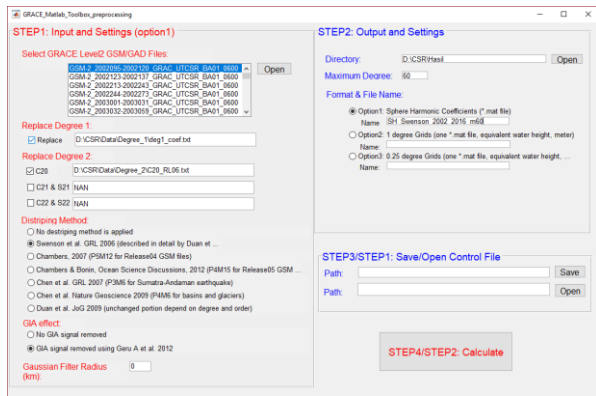 GRACE_Matlab_Toolbox_preprocessing
STEP1: Input and Settings (option1)
Select GRACE Level2 GSM/GAD Files:
GSM-2_2002095-2002120_GRAC_UTCSR_BA01_0600
GSM-2_2002123-2002137_GRAC_UTCSR_BA01_0600
GSM-2_2002213-2002243_GRAC_UTCSR_BA01_0600
GSM-2_2002244-2002273_GRAC_UTCSR_BA01_0600
GSM-2_2003001-2003031_GRAC_UTCSR_BA01_0600
GSM-2_2003032-2003059_GRAC_UTCSR_BA01_0600
Open
Replace Degree 1:
Replace D:\CSR\Data\Degree_1\deg1_coef.txt
Replace Degree 2:
C20 D:\CSR\Data\Degree_2\C20_RL06.txt
C21 & S21 NAN
C22 & S22 NAN
Distriping Method:
No destriping method is applied
Swenson et al. GRL 2006 (described in detail by Duan et ...
Chambers, 2007 (P5M12 for Release04 GSM files)
Chambers & Bonin, Ocean Science Discussions, 2012 (P4M15 for Release05 GSM ...
Chen et al. GRL 2007 (P3M6 for Sumatra-Andaman earthquake)
Chen et al. Nature Geoscience 2009 (P4M6 for basins and glaciers)
Duan et al. JoG 2009 (unchanged portion depend on degree and order)
GIA effect:
No GIA signal removed
GIA signal removed using Geru A et al. 2012
Gaussian Filter Radius 0
(km):
STEP2: Output and Settings
Directory: D:\CSR\Hasil Open
Maximum Degree: 60
Format & File Name:
Option1: Sphere Harmonic Coefficients (*.mat file)
Name SH_Swenson_2002_2016_m60
Option2: 1 degree Grids (one *.mat file, equivalent water height, meter)
Name:
Option3: 0.25 degree Grids (one *.mat file, equivalent water height, ...
Name:
STEP3/STEP1: Save/Open Control File
Path: Save
Path: Open
STEP4/STEP2: Calculate